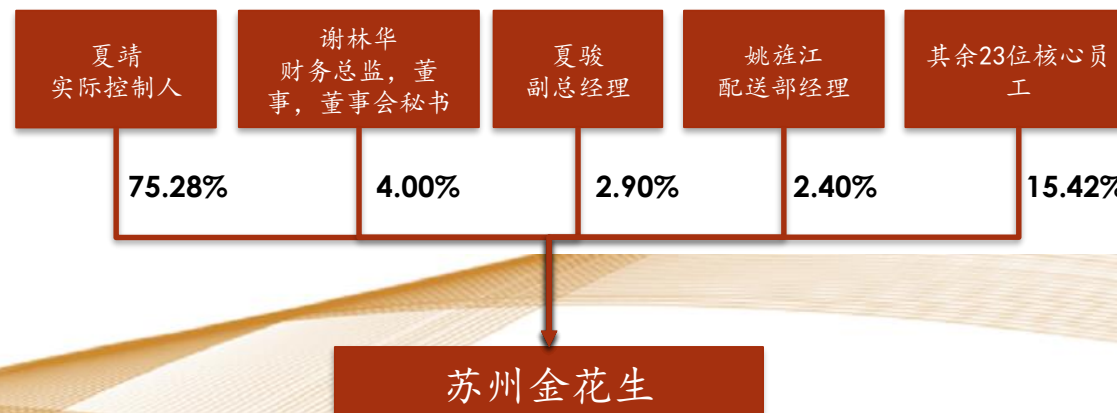 夏靖
实际控制人
谢林华
财务总监，董
事，董事会秘书
夏骏
副总经理
姚旌江
配送部经理
其余23位核心员
工
75.28%
4.00%
2.90%
2.40%
15.42%
苏州金花生